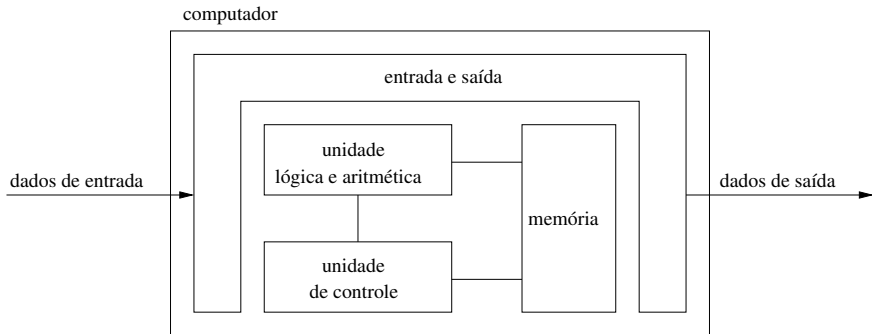 computador
entrada e saída
unidade
lógica e aritmética
dados de entrada
dados de saída
memória
unidade
de controle